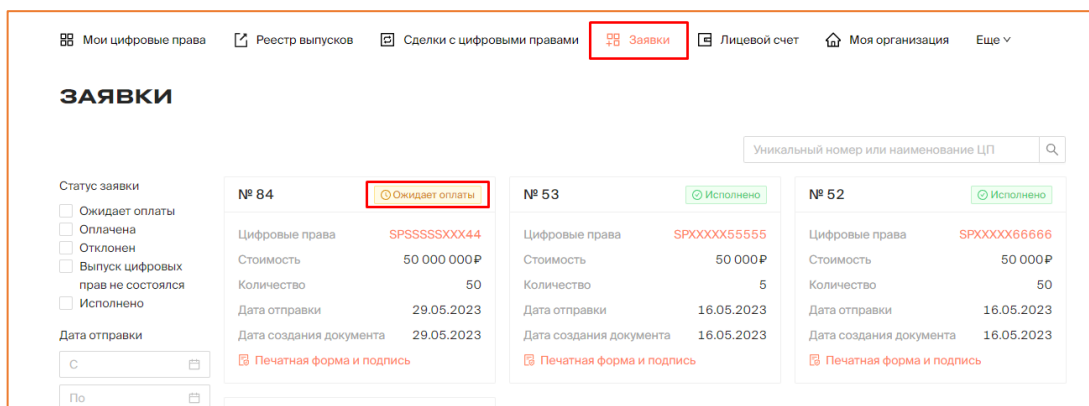 Мои цифровые права Реестр выпусков Сделки с цифровыми правами Заявки Лицевой счет Моя организация Еще
ЗАЯВКИ
Уникальный номер или наименование ЦП
Статус заявки
Ожидает оплаты
Оплачена
Отклонен
Выпуск цифровых
прав не состоялся
Исполнено
Дата отправки
С
По
№ 84 Ожидает оплаты
Цифровые права SPSSSSSXXX44
Стоимость 50 000 000₽
Количество 50
Дата отправки 29.05.2023
Дата создания документа 29.05.2023
Печатная форма и подпись
№ 53 Исполнено
Цифровые права SPXXXXX55555
Стоимость 50 000₽
Количество 5
Дата отправки 16.05.2023
Дата создания документа 16.05.2023
Печатная форма и подпись
№ 52 Исполнено
Цифровые права SPXXXXX66666
Стоимость 50 000₽
Количество 50
Дата отправки 16.05.2023
Дата создания документа 16.05.2023
Печатная форма и подпись